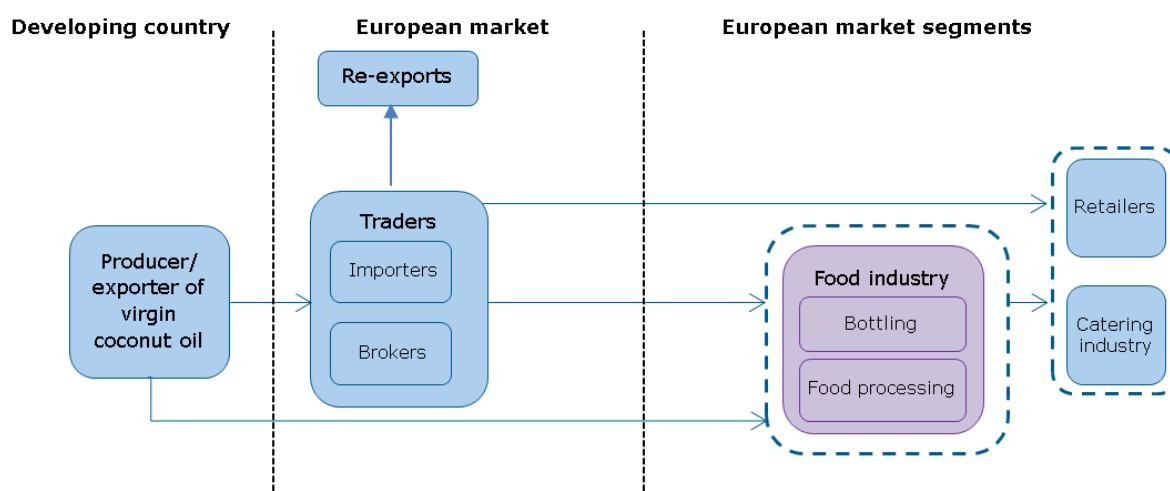 Developing country
European market
European market segments
Re-exports
Traders
Importers
Brokers
Producer/
exporter of
virgin
coconut oil
Food industry
Bottling
Food processing
Retailers
Catering
industry